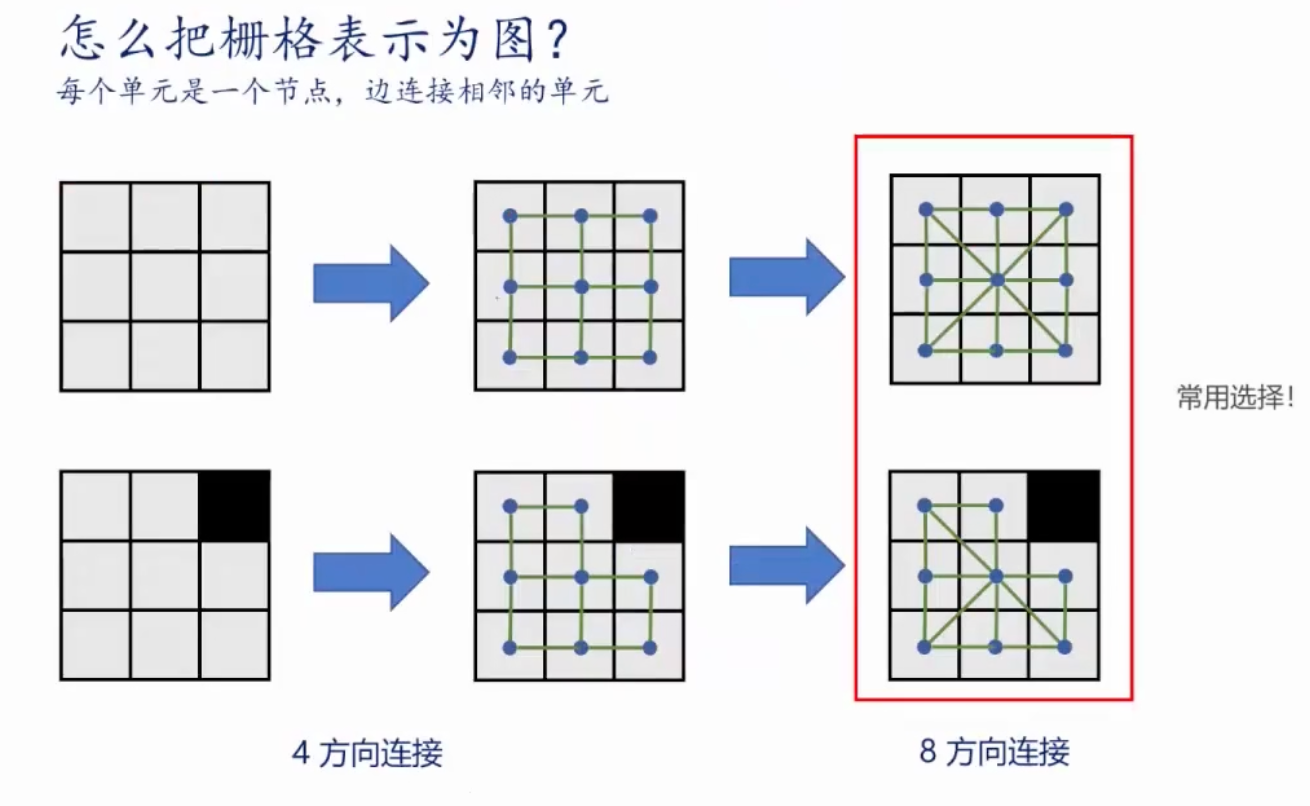 怎么把栅格表示为图？
每个单元是一个节点，边连接相邻的单元
常用选择！
4 方向连接
8 方向连接